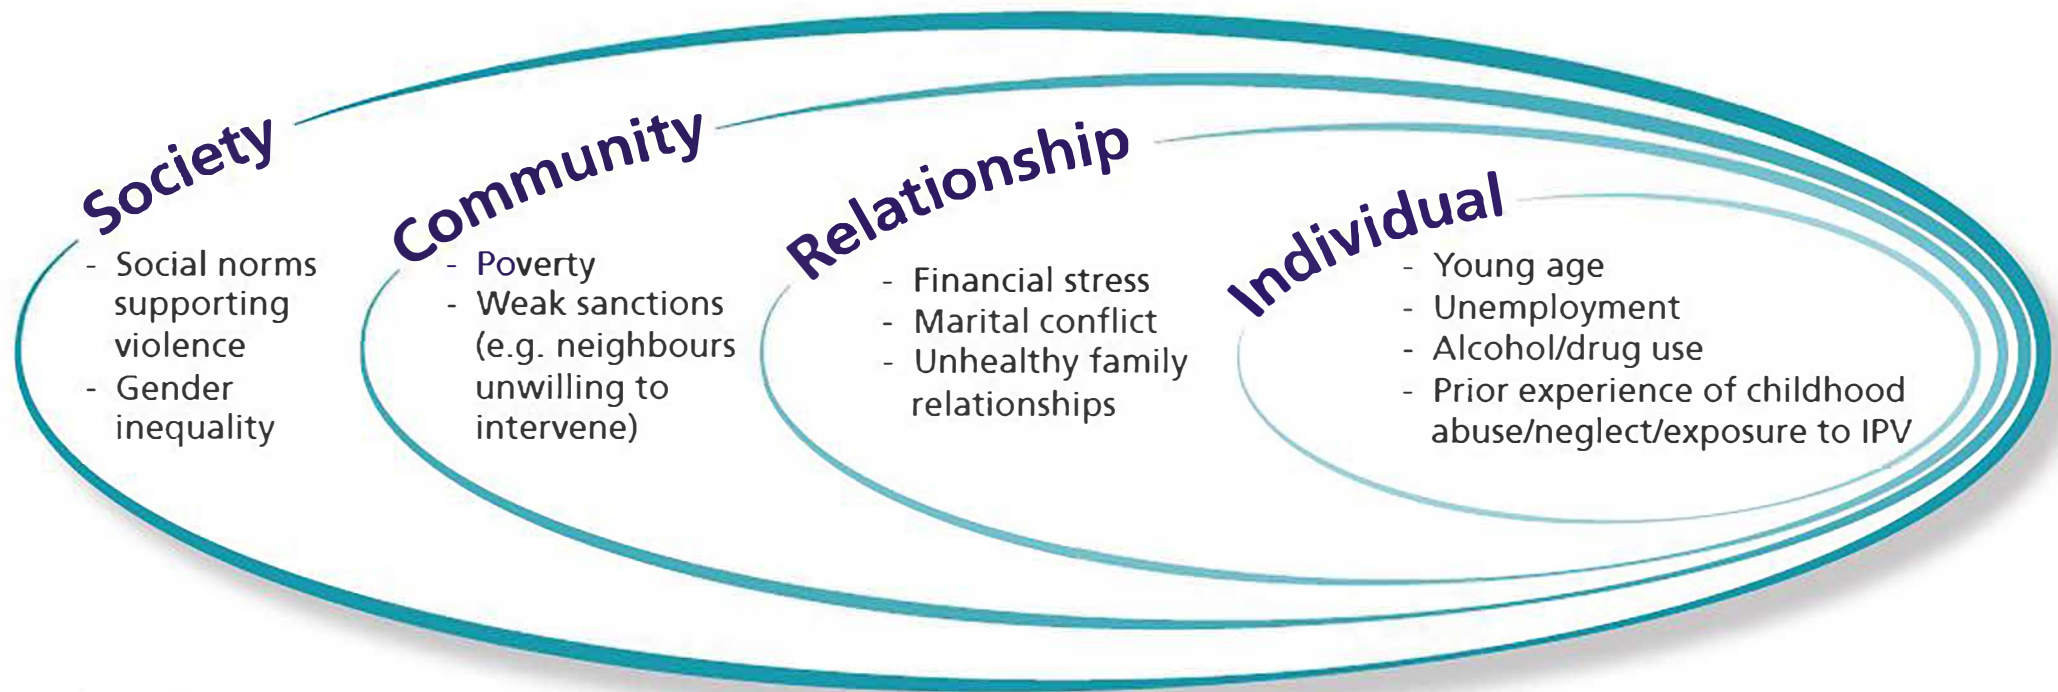 Society
- Social norms
supporting
violence
- Gender
inequality
Community
- Poverty
- Weak sanctions
(e.g. neighbours
unwilling to
intervene)
Relationship
- Financial stress
- Marital conflict
- Unhealthy family
relationships
Individual
- Young age
- Unemployment
- Alcohol/drug use
- Prior experience of childhood
abuse/neglect/exposure to IPV